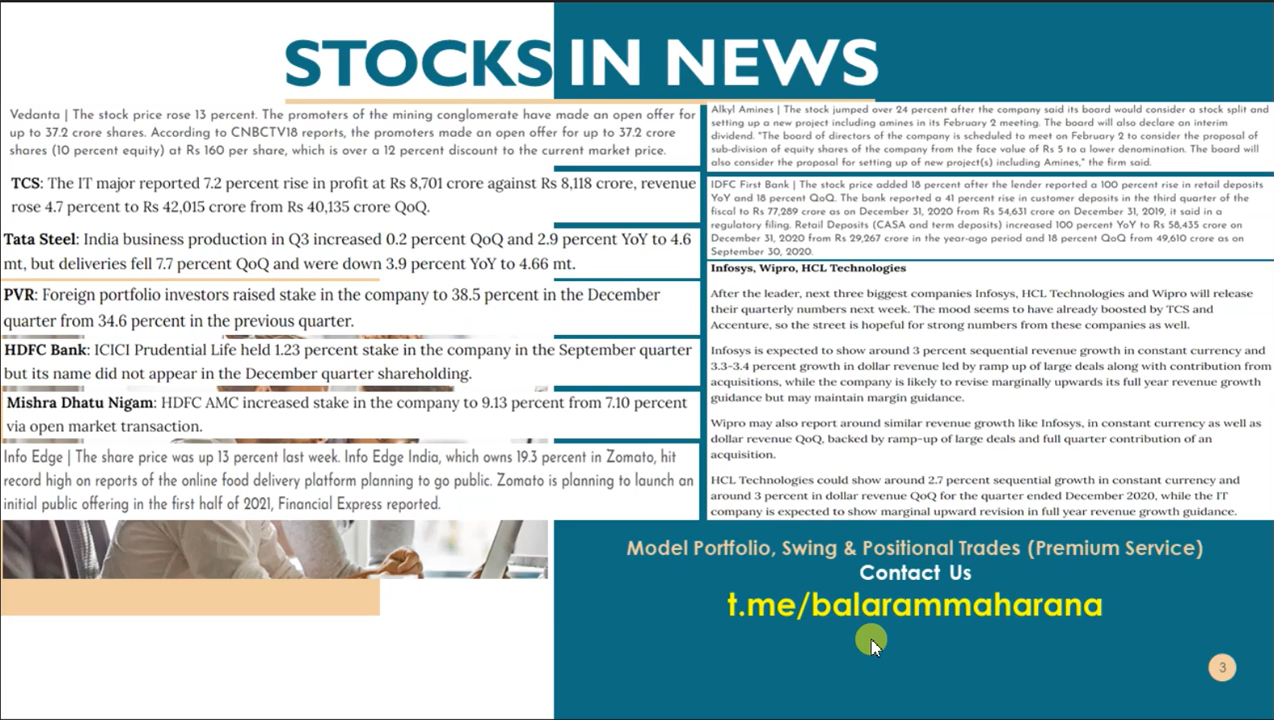 STOCKS IN NEWS
Vedanta | The stock price rose 13 percent. The promoters of the mining conglomerate have made an open offer for
up to 37.2 crore shares. According to CNBCTV18 reports, the promoters made an open offer for up to 37.2 crore
shares (10 percent equity) at Rs 160 per share, which is over a 12 percent discount to the current market price.
TCS: The IT major reported 7.2 percent rise in profit at Rs 8,701 crore against Rs 8,118 crore, revenue
rose 4.7 percent to Rs 42,015 crore from Rs 40,135 crore QoQ.
Tata Steel: India business production in Q3 increased 0.2 percent QoQ and 2.9 percent YoY to 4.6
mt, but deliveries fell 7.7 percent QoQ and were down 3.9 percent YoY to 4.66 mt.
PVR: Foreign portfolio investors raised stake in the company to 38.5 percent in the December
quarter from 34.6 percent in the previous quarter.
HDFC Bank: ICICI Prudential Life held 1.23 percent stake in the company in the September quarter
but its name did not appear in the December quarter shareholding.
Mishra Dhatu Nigam: HDFC AMC increased stake in the company to 9.13 percent from 7.10 percent
via open market transaction.
Info Edge | The share price was up 13 percent last week. Info Edge India, which owns 19.3 percent in Zomato, hit
record high on reports of the online food delivery platform planning to go public. Zomato is planning to launch an
initial public offering in the first half of 2021, Financial Express reported.
Alkyl Amines | The stock jumped over 24 percent after the company said its board would consider a stock split and
setting up a new project including amines in its February 2 meeting. The board will also declare an interim
dividend. "The board of directors of the company is scheduled to meet on February 2 to consider the proposal of
sub-division of equity shares of the company from the face value of Rs 5 to a lower denomination. The board will
also consider the proposal for setting up of new project(s) including Amines," the firm said.
IDFC First Bank | The stock price added 18 percent after the lender reported a 100 percent rise in retail deposits
YoY and 18 percent QoQ. The bank reported a 41 percent rise in customer deposits in the third quarter of the
fiscal to Rs 77,289 crore as on December 31, 2020 from Rs 54,631 crore on December 31, 2019, it said in a
regulatory filing. Retail Deposits (CASA and term deposits) increased 100 percent YoY to Rs 58,435 crore on
December 31, 2020 from Rs 29,267 crore in the year-ago period and 18 percent QoQ from 49,610 crore as on
September 30, 2020.
Infosys, Wipro, HCL Technologies
After the leader, next three biggest companies Infosys, HCL Technologies and Wipro will release
their quarterly numbers next week. The mood seems to have already boosted by TCS and
Accenture, so the street is hopeful for strong numbers from these companies as well.
Infosys is expected to show around 3 percent sequential revenue growth in constant currency and
3.3-3.4 percent growth in dollar revenue led by ramp up of large deals along with contribution from
acquisitions, while the company is likely to revise marginally upwards its full year revenue growth
guidance but may maintain margin guidance.
Wipro may also report around similar revenue growth like Infosys, in constant currency as well as
dollar revenue QoQ, backed by ramp-up of large deals and full quarter contribution of an
acquisition.
HCL Technologies could show around 2.7 percent sequential growth in constant currency and
around 3 percent in dollar revenue QoQ for the quarter ended December 2020, while the IT
company is expected to show marginal upward revision in full year revenue growth guidance.
Model Portfolio, Swing & Positional Trades (Premium Service)
Contact Us
t.me/balarammaharana
3